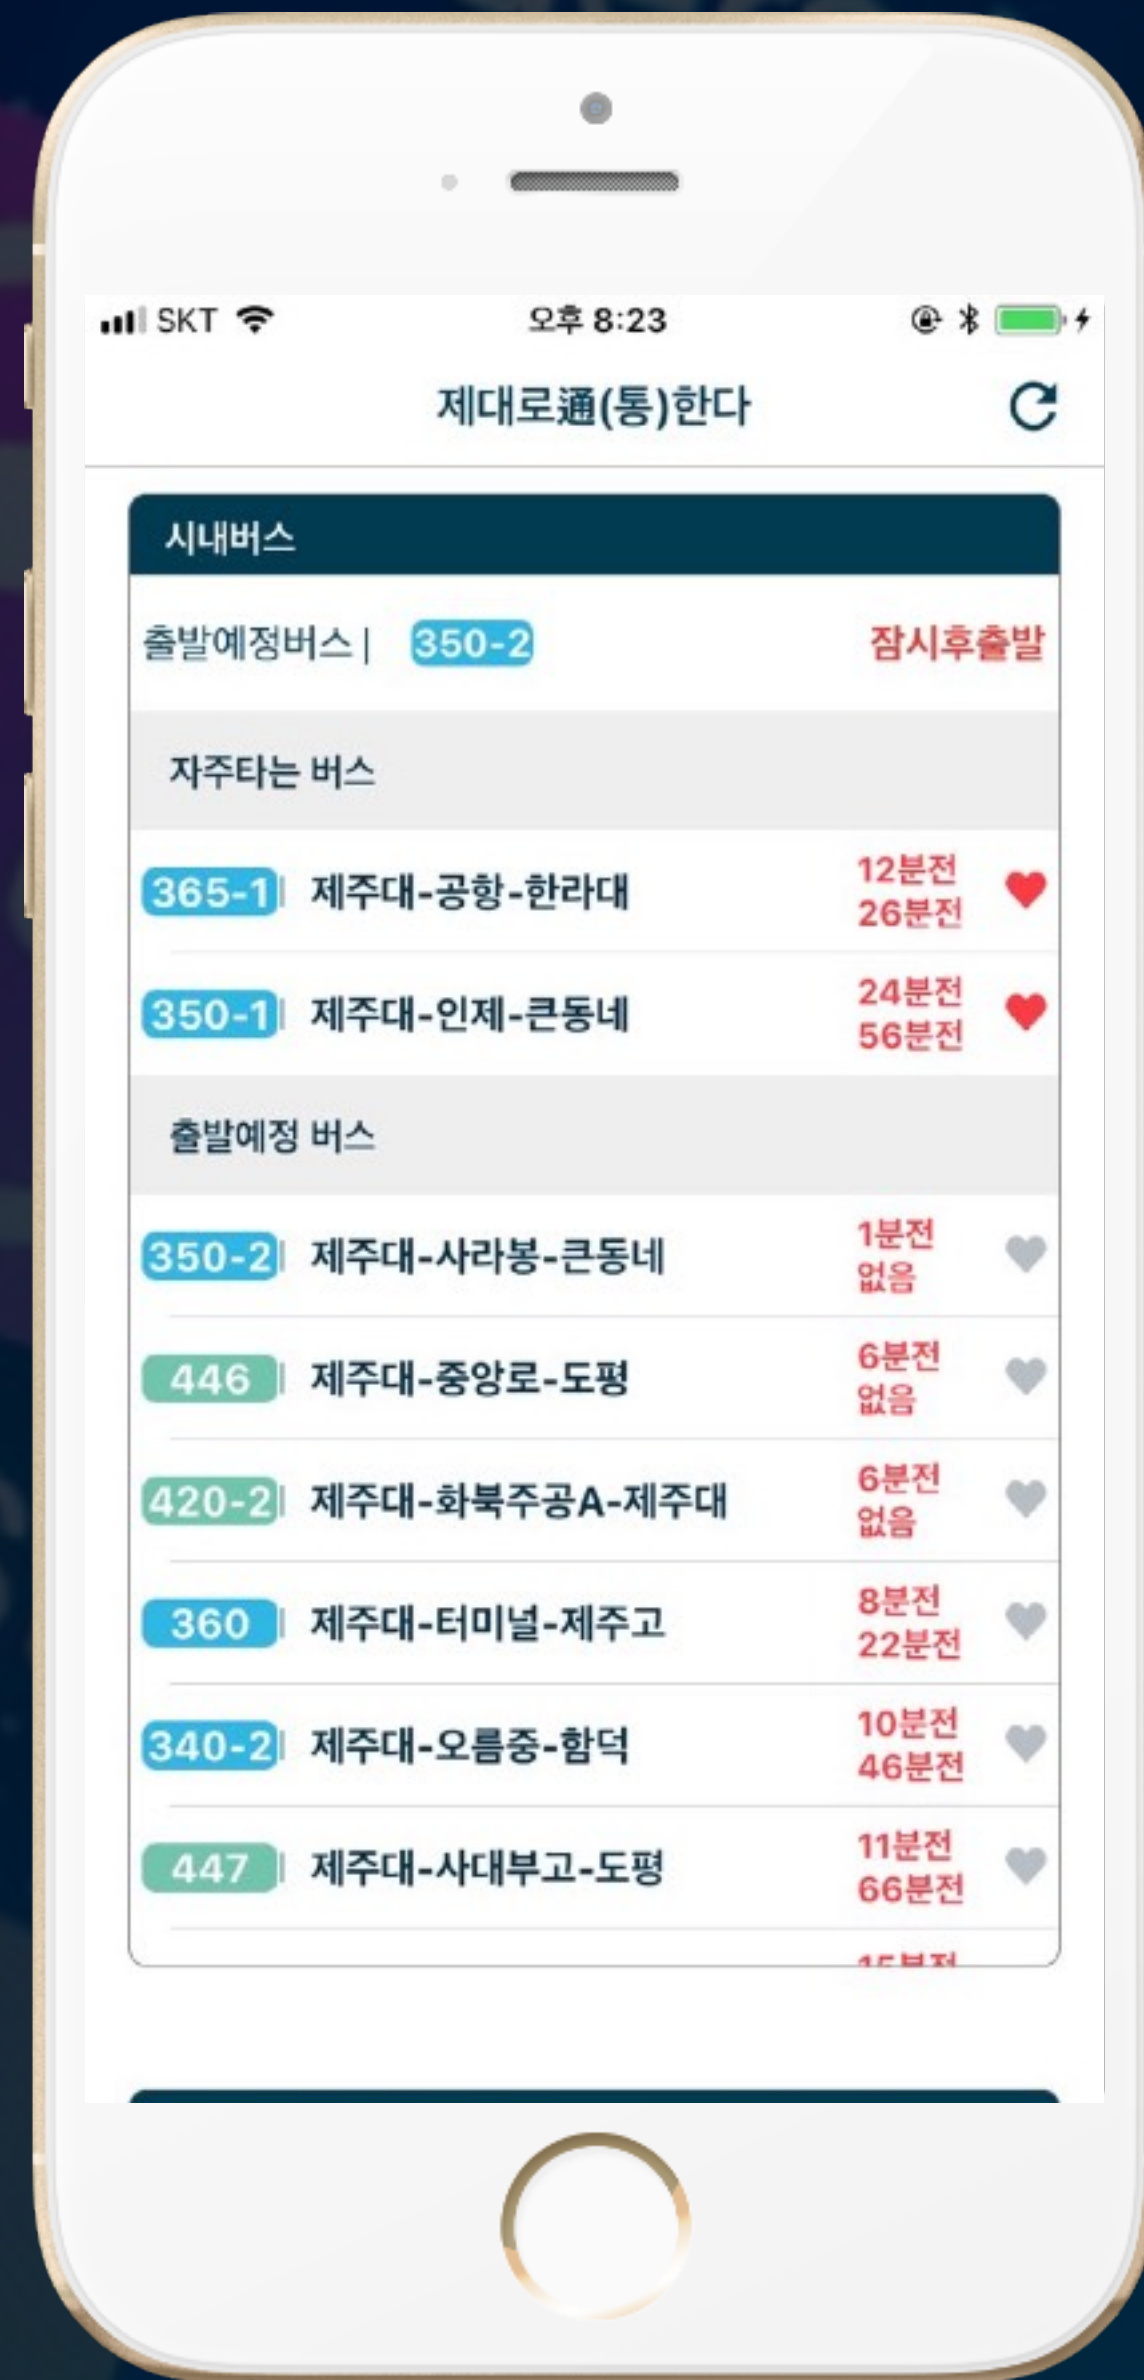 SKT 오후 8:23
제대로通(통)한다
시내버스
출발예정버스 | 350-2 잠시후출발
자주타는 버스
365-1 | 제주대-공항-한라대 12분전
26분전
350-1 | 제주대-인제-큰동네 24분전
56분전
출발예정 버스
350-2 | 제주대-사라봉-큰동네 1분전
없음
446 | 제주대-중앙로-도평 6분전
없음
420-2 | 제주대-화북주공A-제주대 6분전
없음
360 | 제주대-터미널-제주고 8분전
22분전
340-2 | 제주대-오름중-함덕 10분전
46분전
447 | 제주대-사대부고-도평 11분전
66분전